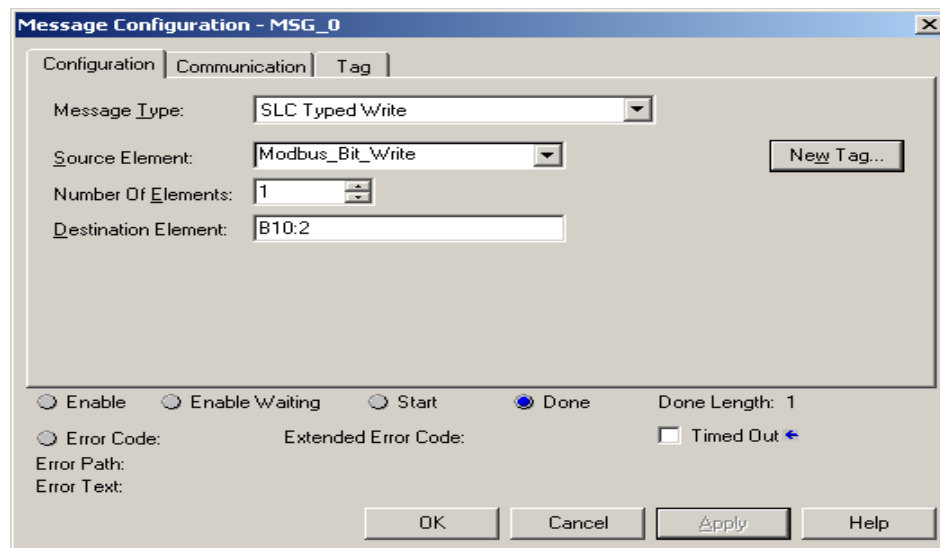 Message Configuration - MSG_0
Configuration Communication Tag
Message Type: SLC Typed Write
Source Element: Modbus_Bit_Write New Tag...
Number Of Elements: 1
Destination Element: B10:2
Enable Enable Waiting Start Done Done Length: 1
Error Code: Extended Error Code: Timed Out
Error Path:
Error Text:
OK Cancel Apply Help